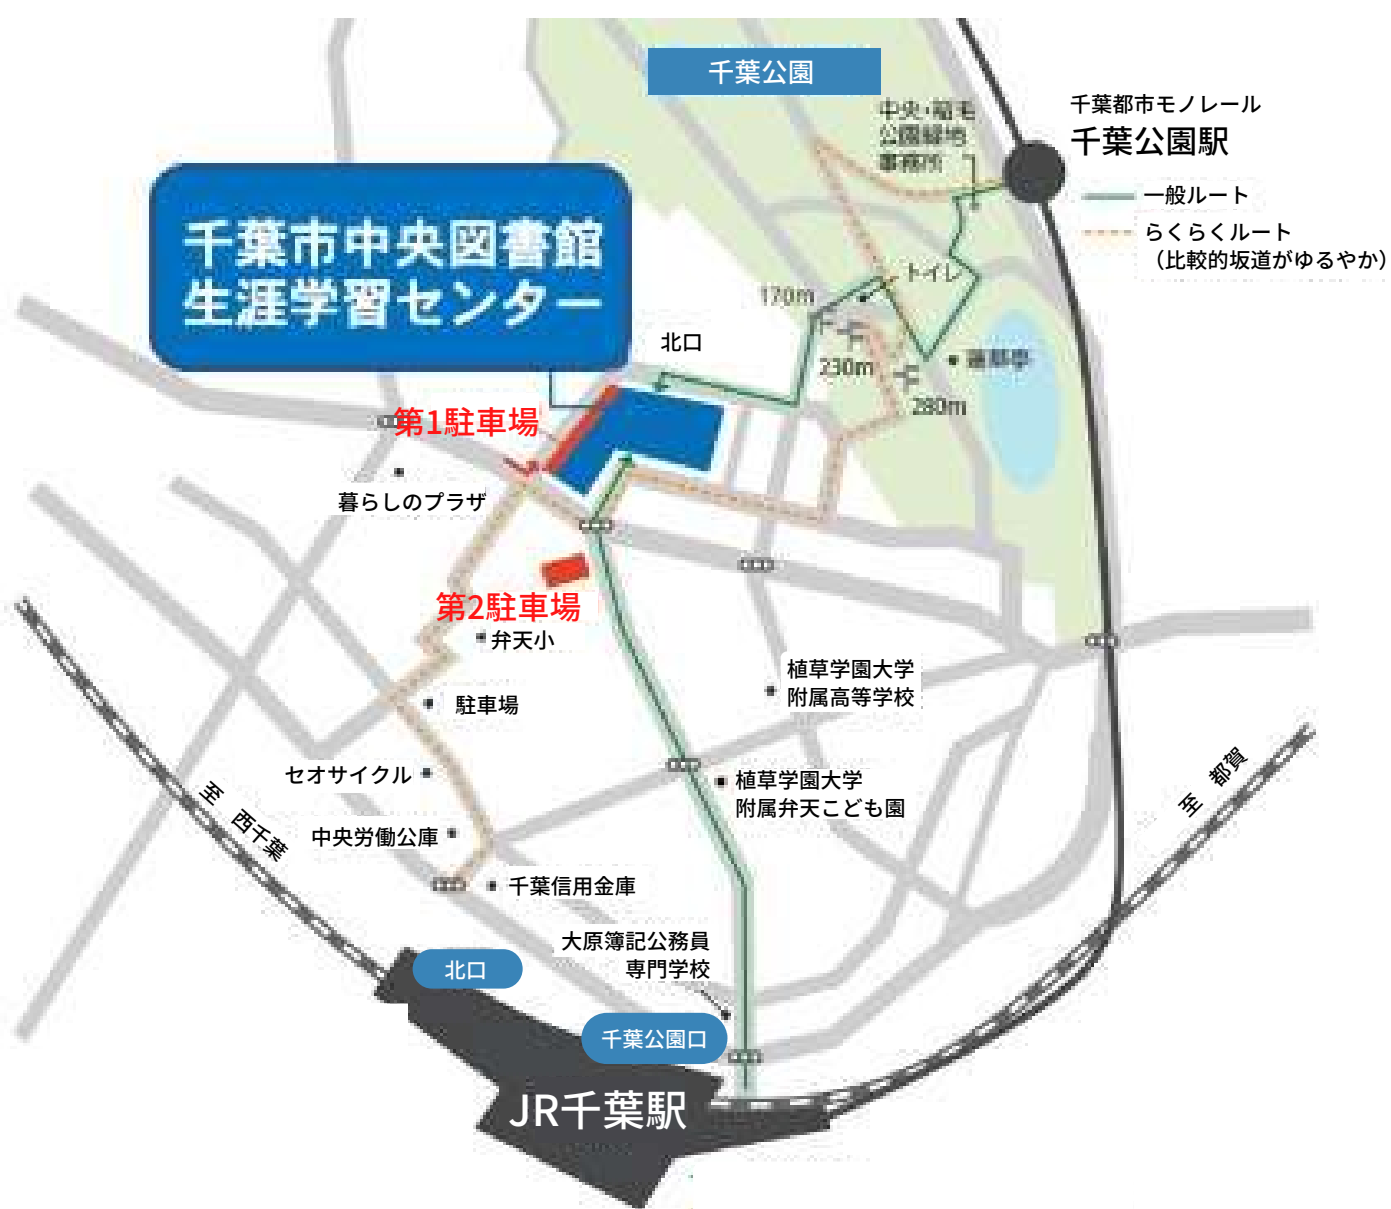 千葉公園
中央・稲毛
公園緑地
事務所
千葉都市モノレール
千葉公園駅
一般ルート
らくらくルート
（比較的坂道がゆるやか）
千葉市中央図書館
生涯学習センター
トイレ
170m
北口
230m
蓮華亭
280m
第1駐車場
暮らしのプラザ
第2駐車場
弁天小
植草学園大学
附属高等学校
駐車場
セオサイクル
植草学園大学
附属弁天こども園
至 西千葉
至 都賀
中央労働公庫
千葉信用金庫
大原簿記公務員
専門学校
北口
千葉公園口
JR千葉駅